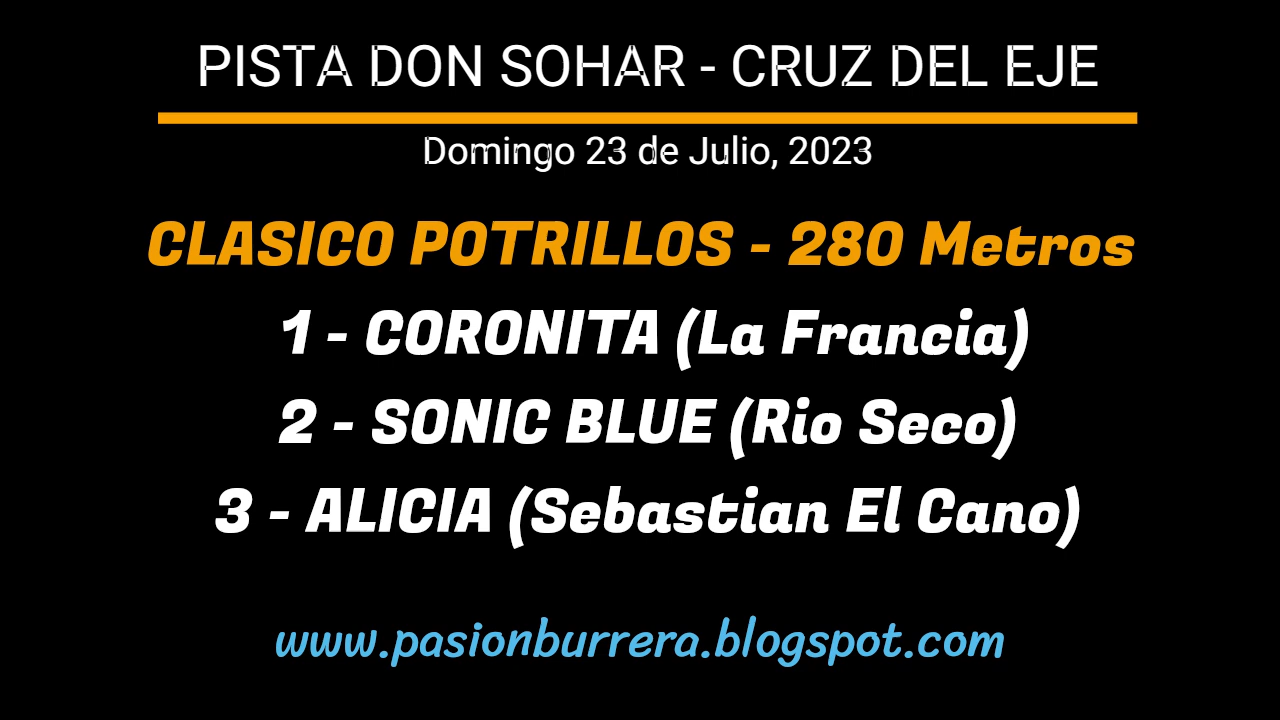 PISTA DON SOHAR - CRUZ DEL EJE
Domingo 23 de Julio, 2023
CLASICO POTRILLOS - 280 Metros
1 - CORONITA (La Francia)
2 - SONIC BLUE (Rio Seco)
3 - ALICIA (Sebastian El Cano)
www.pasionburrera.blogspot.com